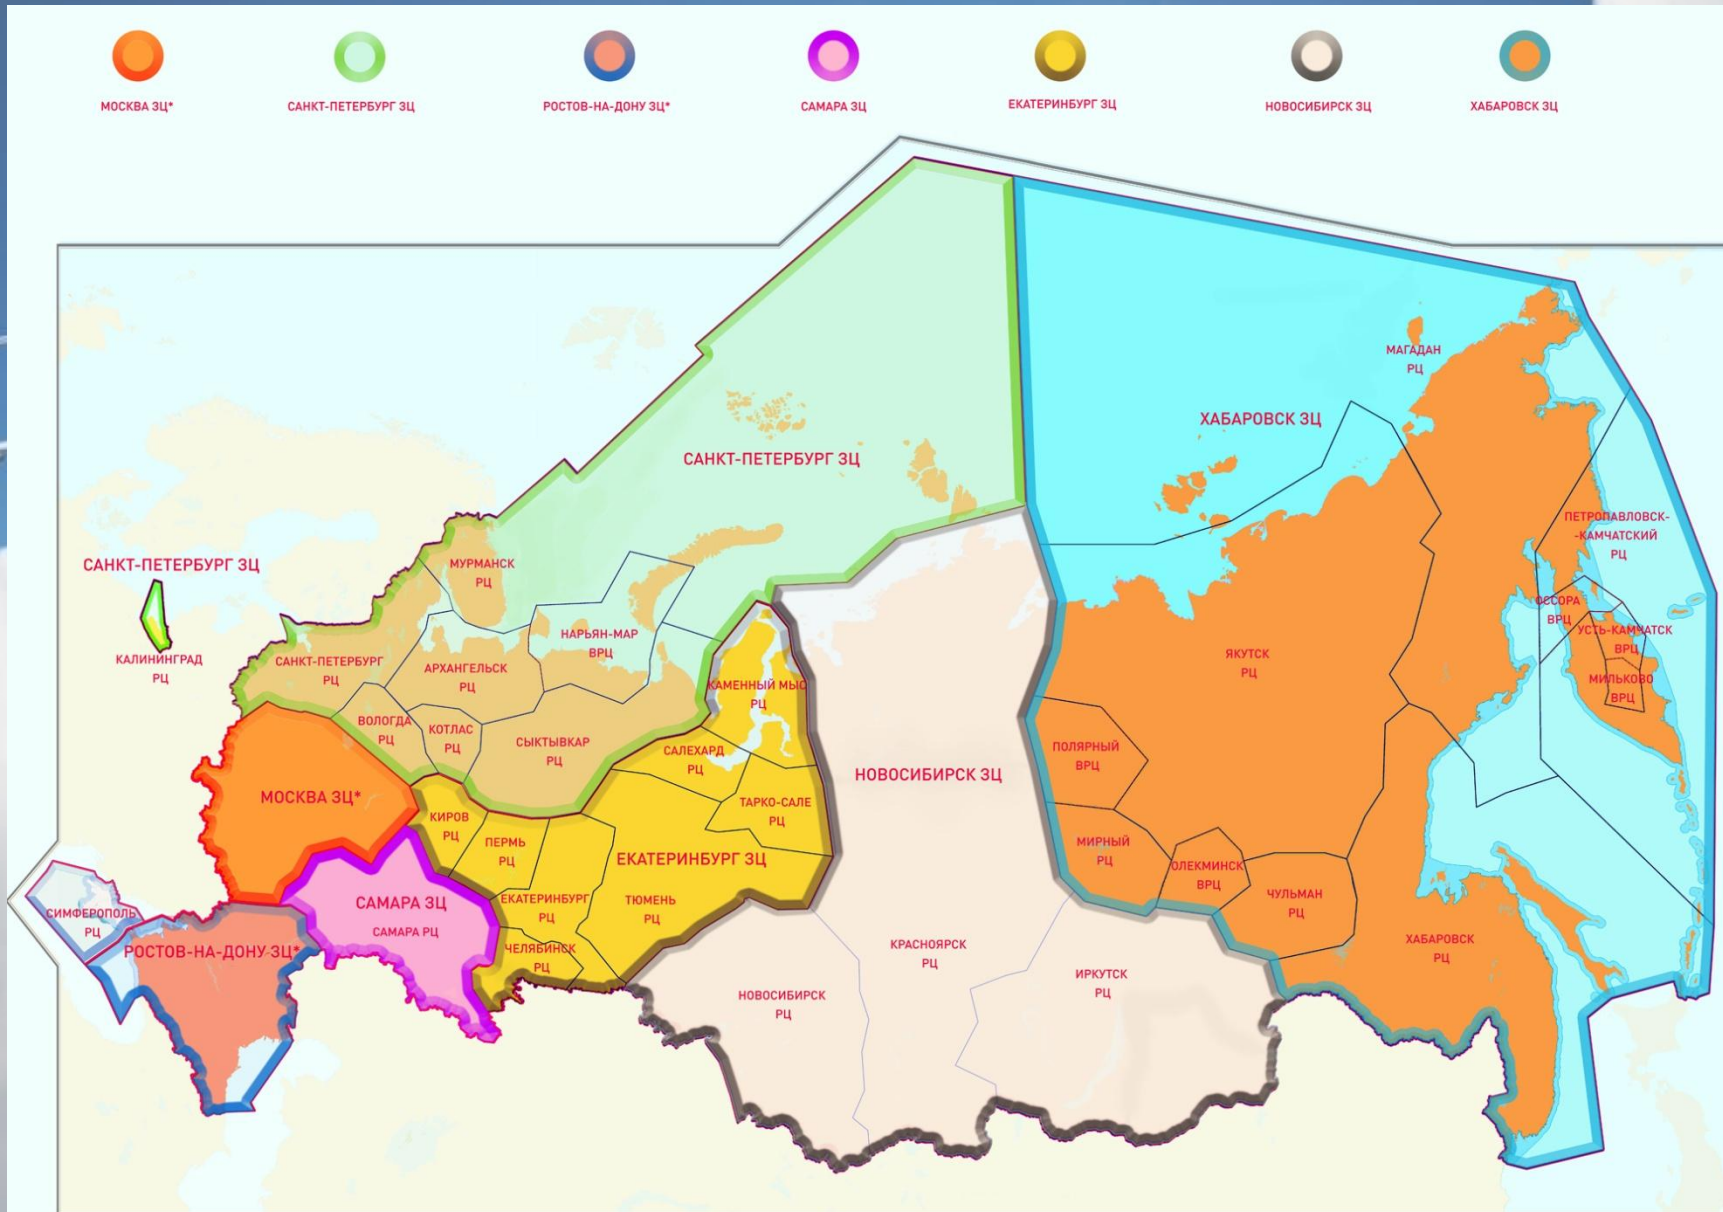 МОСКВА ЗЦ*
САНКТ-ПЕТЕРБУРГ ЗЦ
РОСТОВ-НА-ДОНУ ЗЦ*
САМАРА ЗЦ
ЕКАТЕРИНБУРГ ЗЦ
НОВОСИБИРСК ЗЦ
ХАБАРОВСК ЗЦ
МАГАДАН
РЦ
ХАБАРОВСК ЗЦ
САНКТ-ПЕТЕРБУРГ ЗЦ
ПЕТРОПАВЛОВСК-
-КАМЧАТСКИЙ
РЦ
САНКТ-ПЕТЕРБУРГ ЗЦ
КАЛИНИНГРАД
РЦ
МУРМАНСК
РЦ
НАРЬЯН-МАР
ВРЦ
САНКТ-ПЕТЕРБУРГ
РЦ
АРХАНГЕЛЬСК
РЦ
ВОЛОГДА
РЦ
КОТЛАС
РЦ
СЫКТЫВКАР
РЦ
КАМЕННЫЙ МЫС
РЦ
САЛЕХАРД
РЦ
ТАРКО-САЛЕ
РЦ
ОССОРА
ВРЦ
УСТЬ-КАМЧАТСК
ВРЦ
МИЛЬКОВО
ВРЦ
ЯКУТСК
РЦ
ПОЛЯРНЫЙ
ВРЦ
МИРНЫЙ
РЦ
ОЛЕКМИНСК
ВРЦ
ЧУЛЬМАН
РЦ
ХАБАРОВСК
РЦ
НОВОСИБИРСК ЗЦ
МОСКВА ЗЦ*
КИРОВ
РЦ
ПЕРМЬ
РЦ
ЕКАТЕРИНБУРГ ЗЦ
ЕКАТЕРИНБУРГ
РЦ
ТЮМЕНЬ
РЦ
ЧЕЛЯБИНСК
РЦ
САМАРА ЗЦ
САМАРА РЦ
СИМФЕРОПОЛЬ
РЦ
РОСТОВ-НА-ДОНУ ЗЦ*
НОВОСИБИРСК
РЦ
КРАСНОЯРСК
РЦ
ИРКУТСК
РЦ